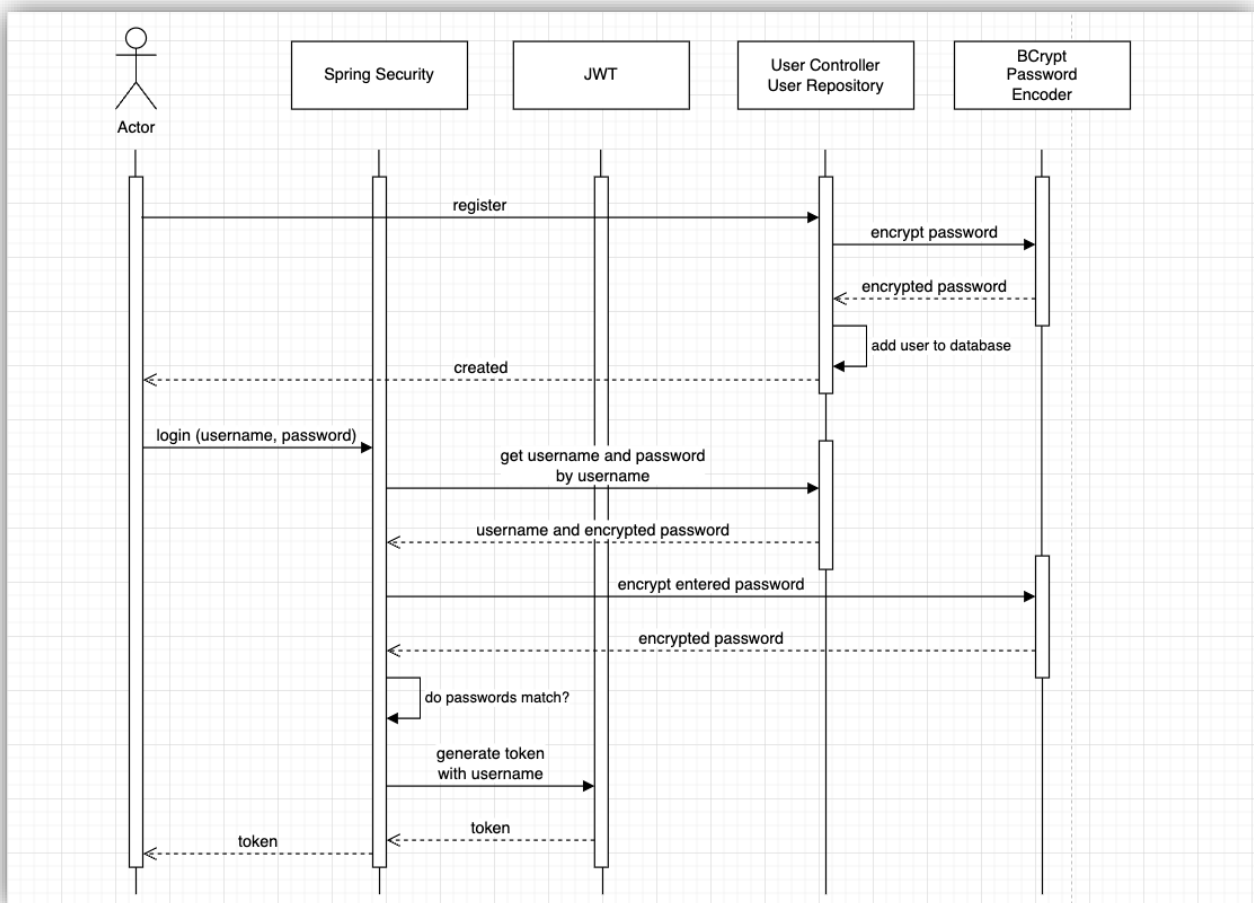 Actor
Spring Security
JWT
User Controller
User Repository
BCrypt
Password
Encoder
register
encrypt password
encrypted password
add user to database
created
login (username, password)
get username and password
by username
username and encrypted password
encrypt entered password
encrypted password
do passwords match?
generate token
with username
token
token